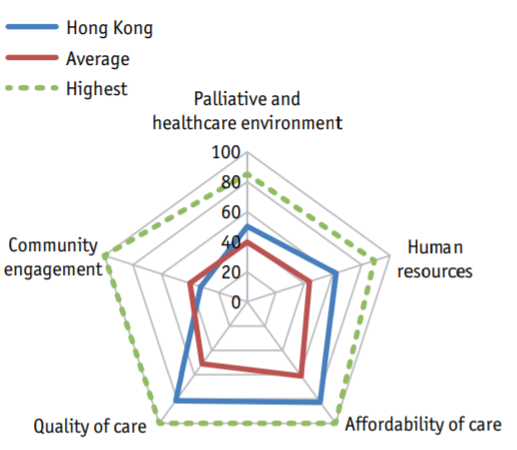 Hong Kong
Average
Highest
Palliative and
healthcare environment
100
80
60
40
20
0
Community
engagement
Human
resources
Quality of care
Affordability of care